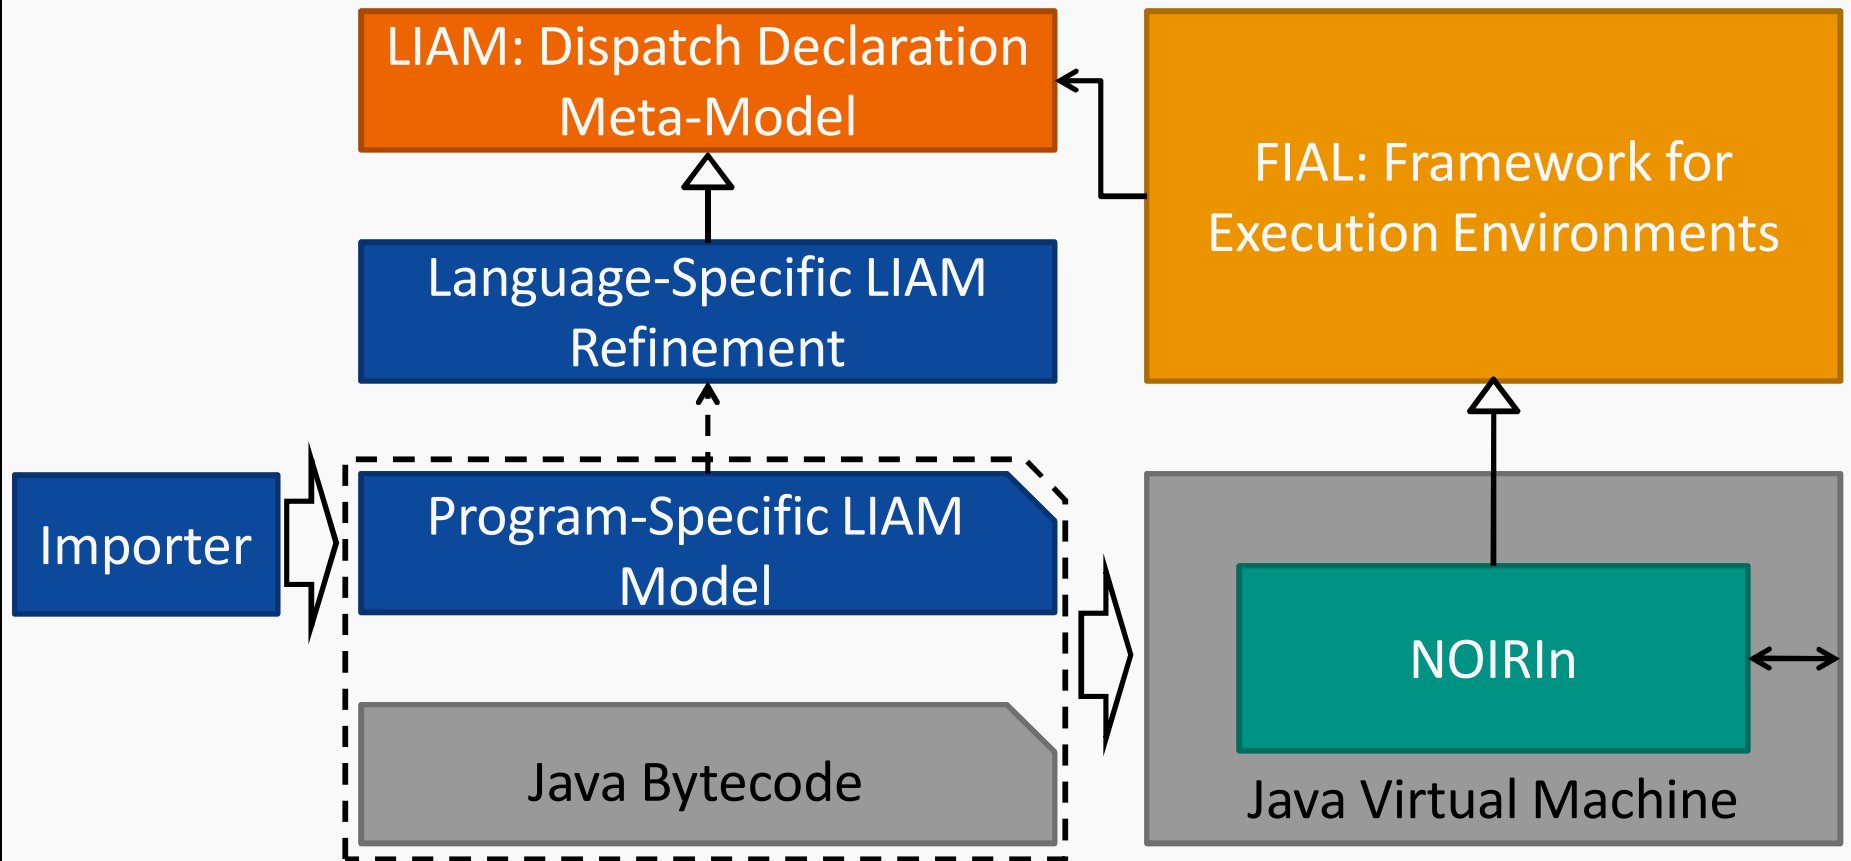 LIAM: Dispatch Declaration
Meta-Model
FIAL: Framework for
Execution Environments
Language-Specific LIAM
Refinement
Importer
Program-Specific LIAM
Model
NOIRIn
Java Bytecode
Java Virtual Machine